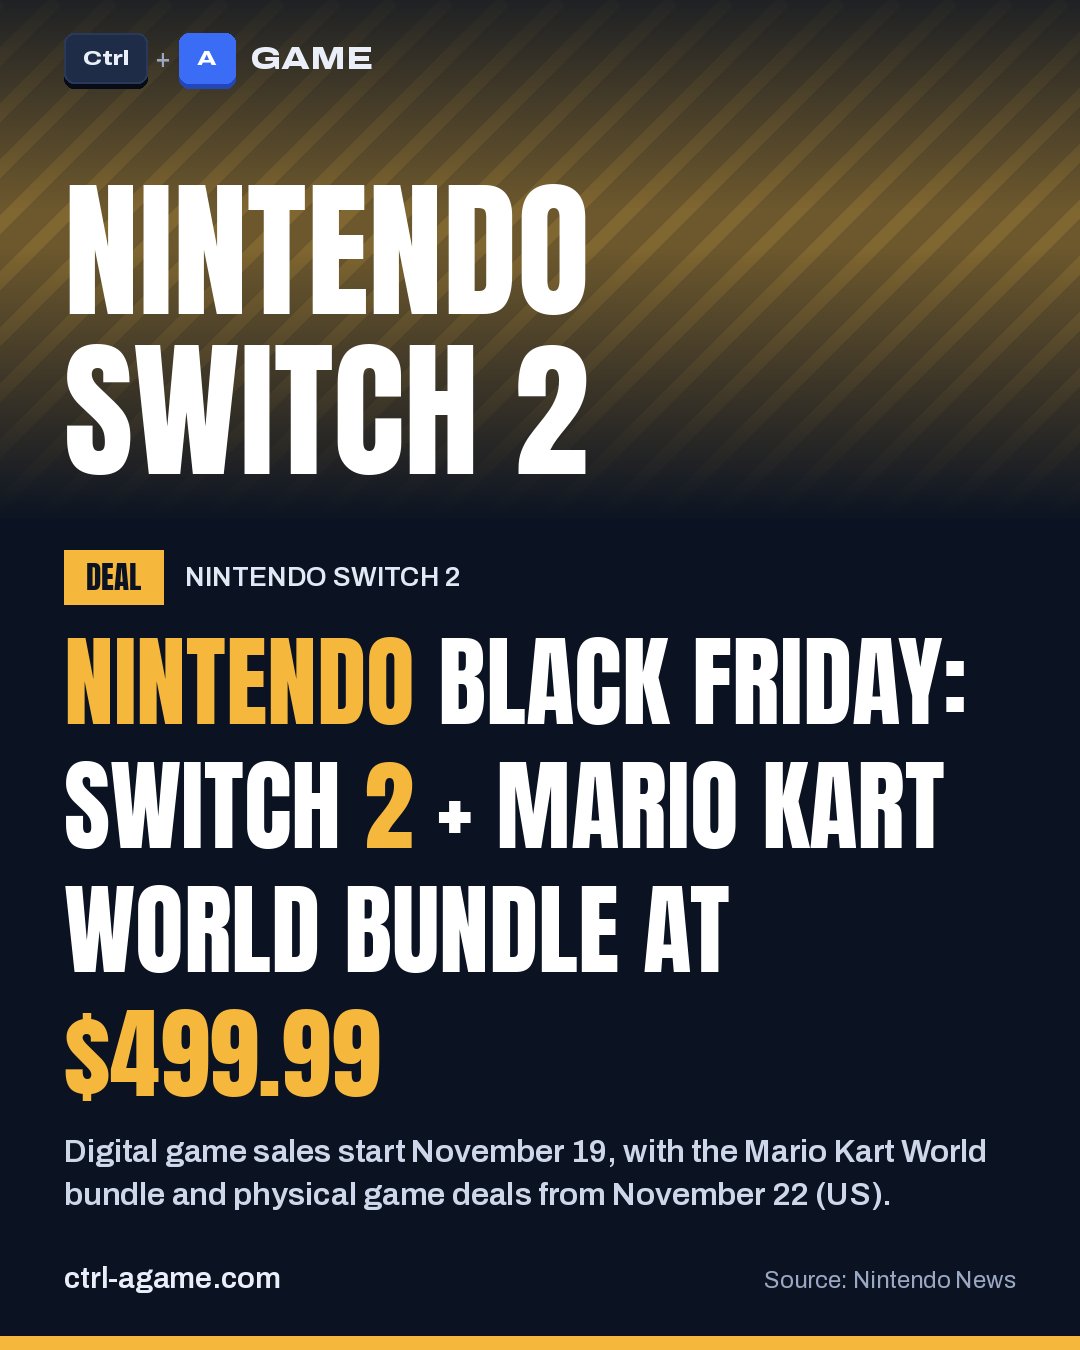 Ctrl + A GAME
NINTENDO
SWITCH 2
DEAL NINTENDO SWITCH 2
NINTENDO BLACK FRIDAY:
SWITCH 2 + MARIO KART
WORLD BUNDLE AT
$499.99
Digital game sales start November 19, with the Mario Kart World
bundle and physical game deals from November 22 (US).
ctrl-agame.com
Source: Nintendo News